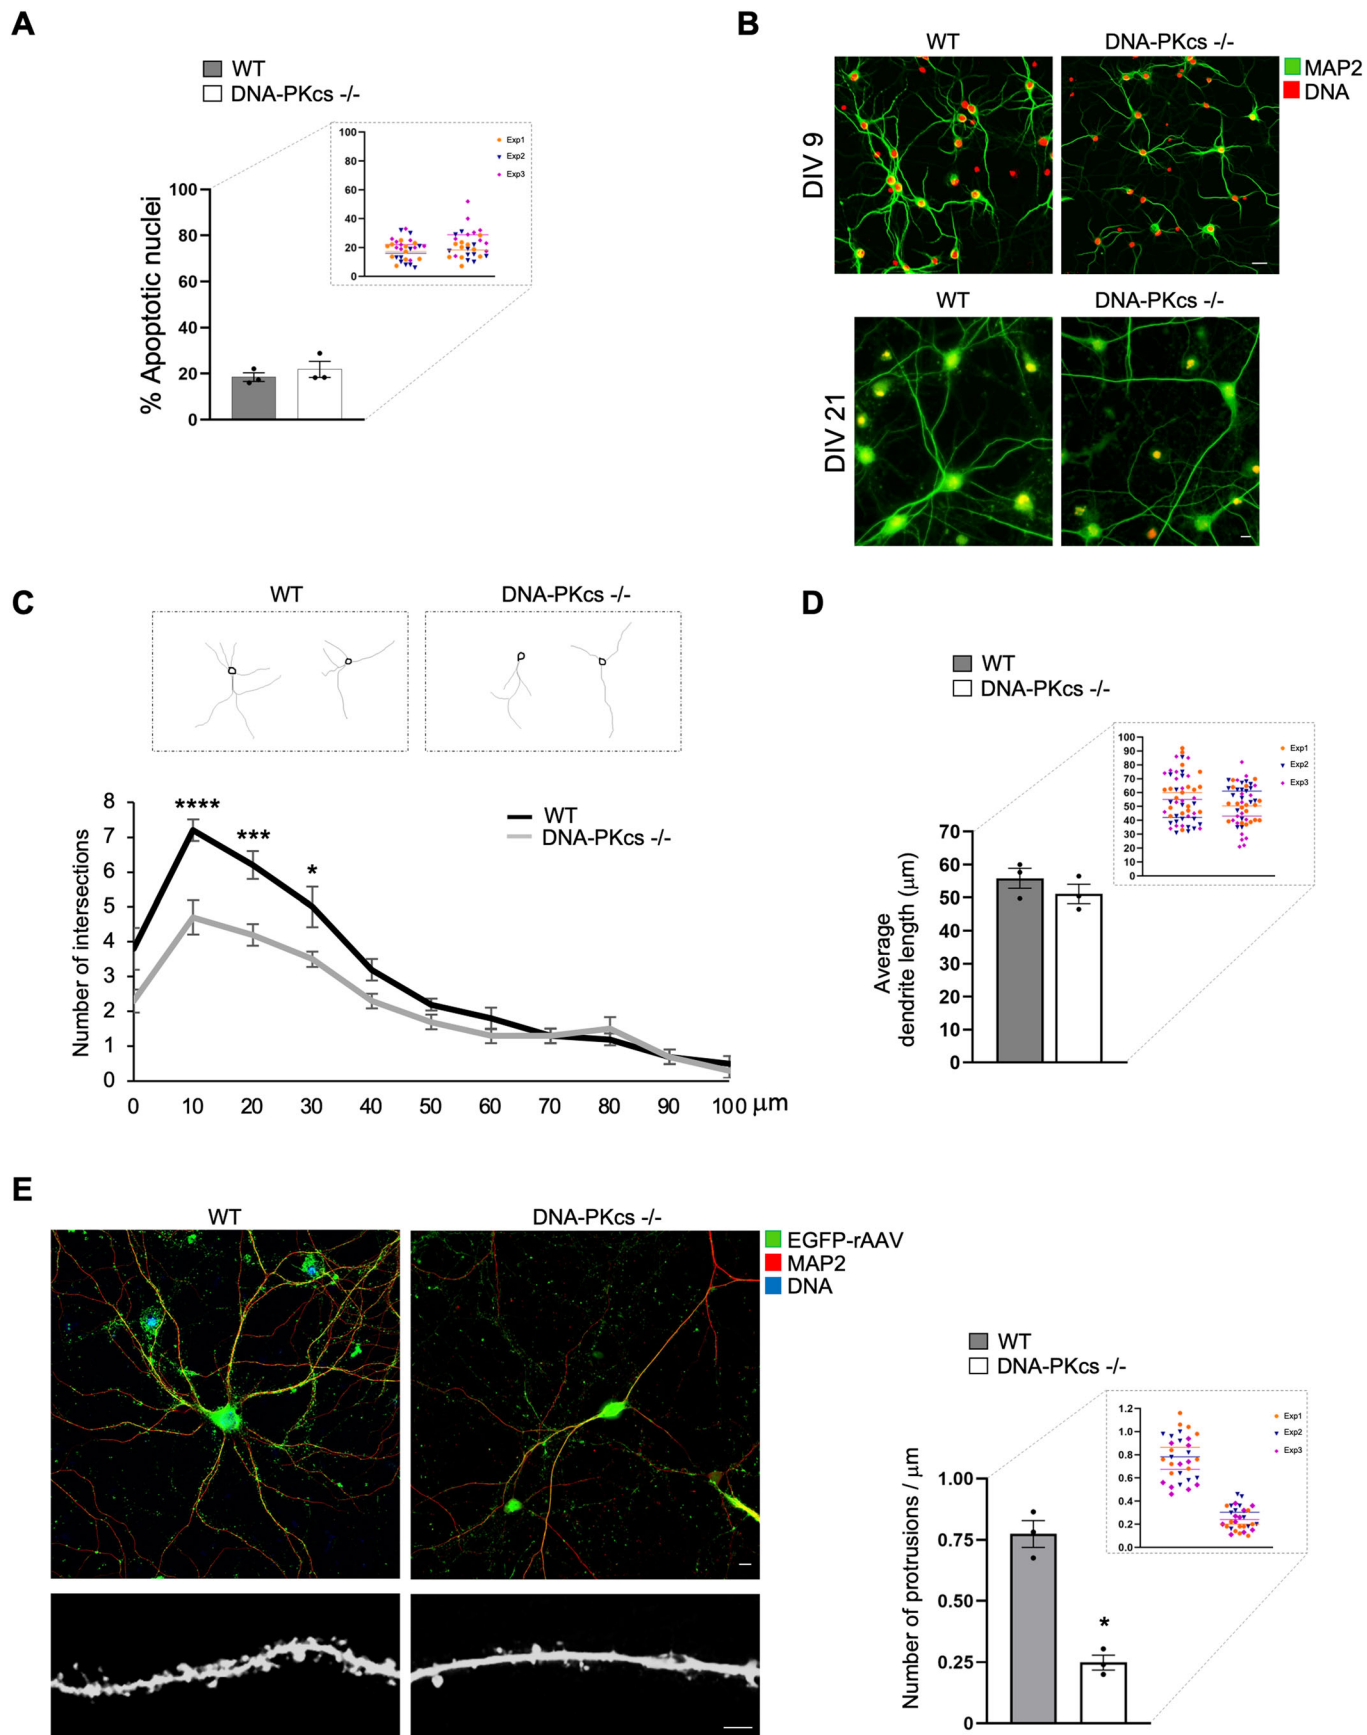 A
WT
DNA-PKcs -/-
% Apoptotic nuclei
100
80
60
40
20
0
100
80
60
40
20
0
Exp1
Exp2
Exp3
B
WT
DNA-PKcs -/-
MAP2
DNA
DIV 9
WT
DNA-PKcs -/-
DIV 21
C
WT
DNA-PKcs -/-
WT
DNA-PKcs -/-
Number of intersections
8
7
6
5
4
3
2
1
0
****
***
*
0 10 20 30 40 50 60 70 80 90 100 µm
D
WT
DNA-PKcs -/-
Average
dendrite length (µm)
70
60
50
40
30
20
10
0
100
90
80
70
60
50
40
30
20
10
0
Exp1
Exp2
Exp3
E
WT
DNA-PKcs -/-
EGFP-rAAV
MAP2
DNA
WT
DNA-PKcs -/-
Number of protrusions / µm
1.00
0.75
0.50
0.25
0
*
1.2
1.0
0.8
0.6
0.4
0.2
0.0
Exp1
Exp2
Exp3